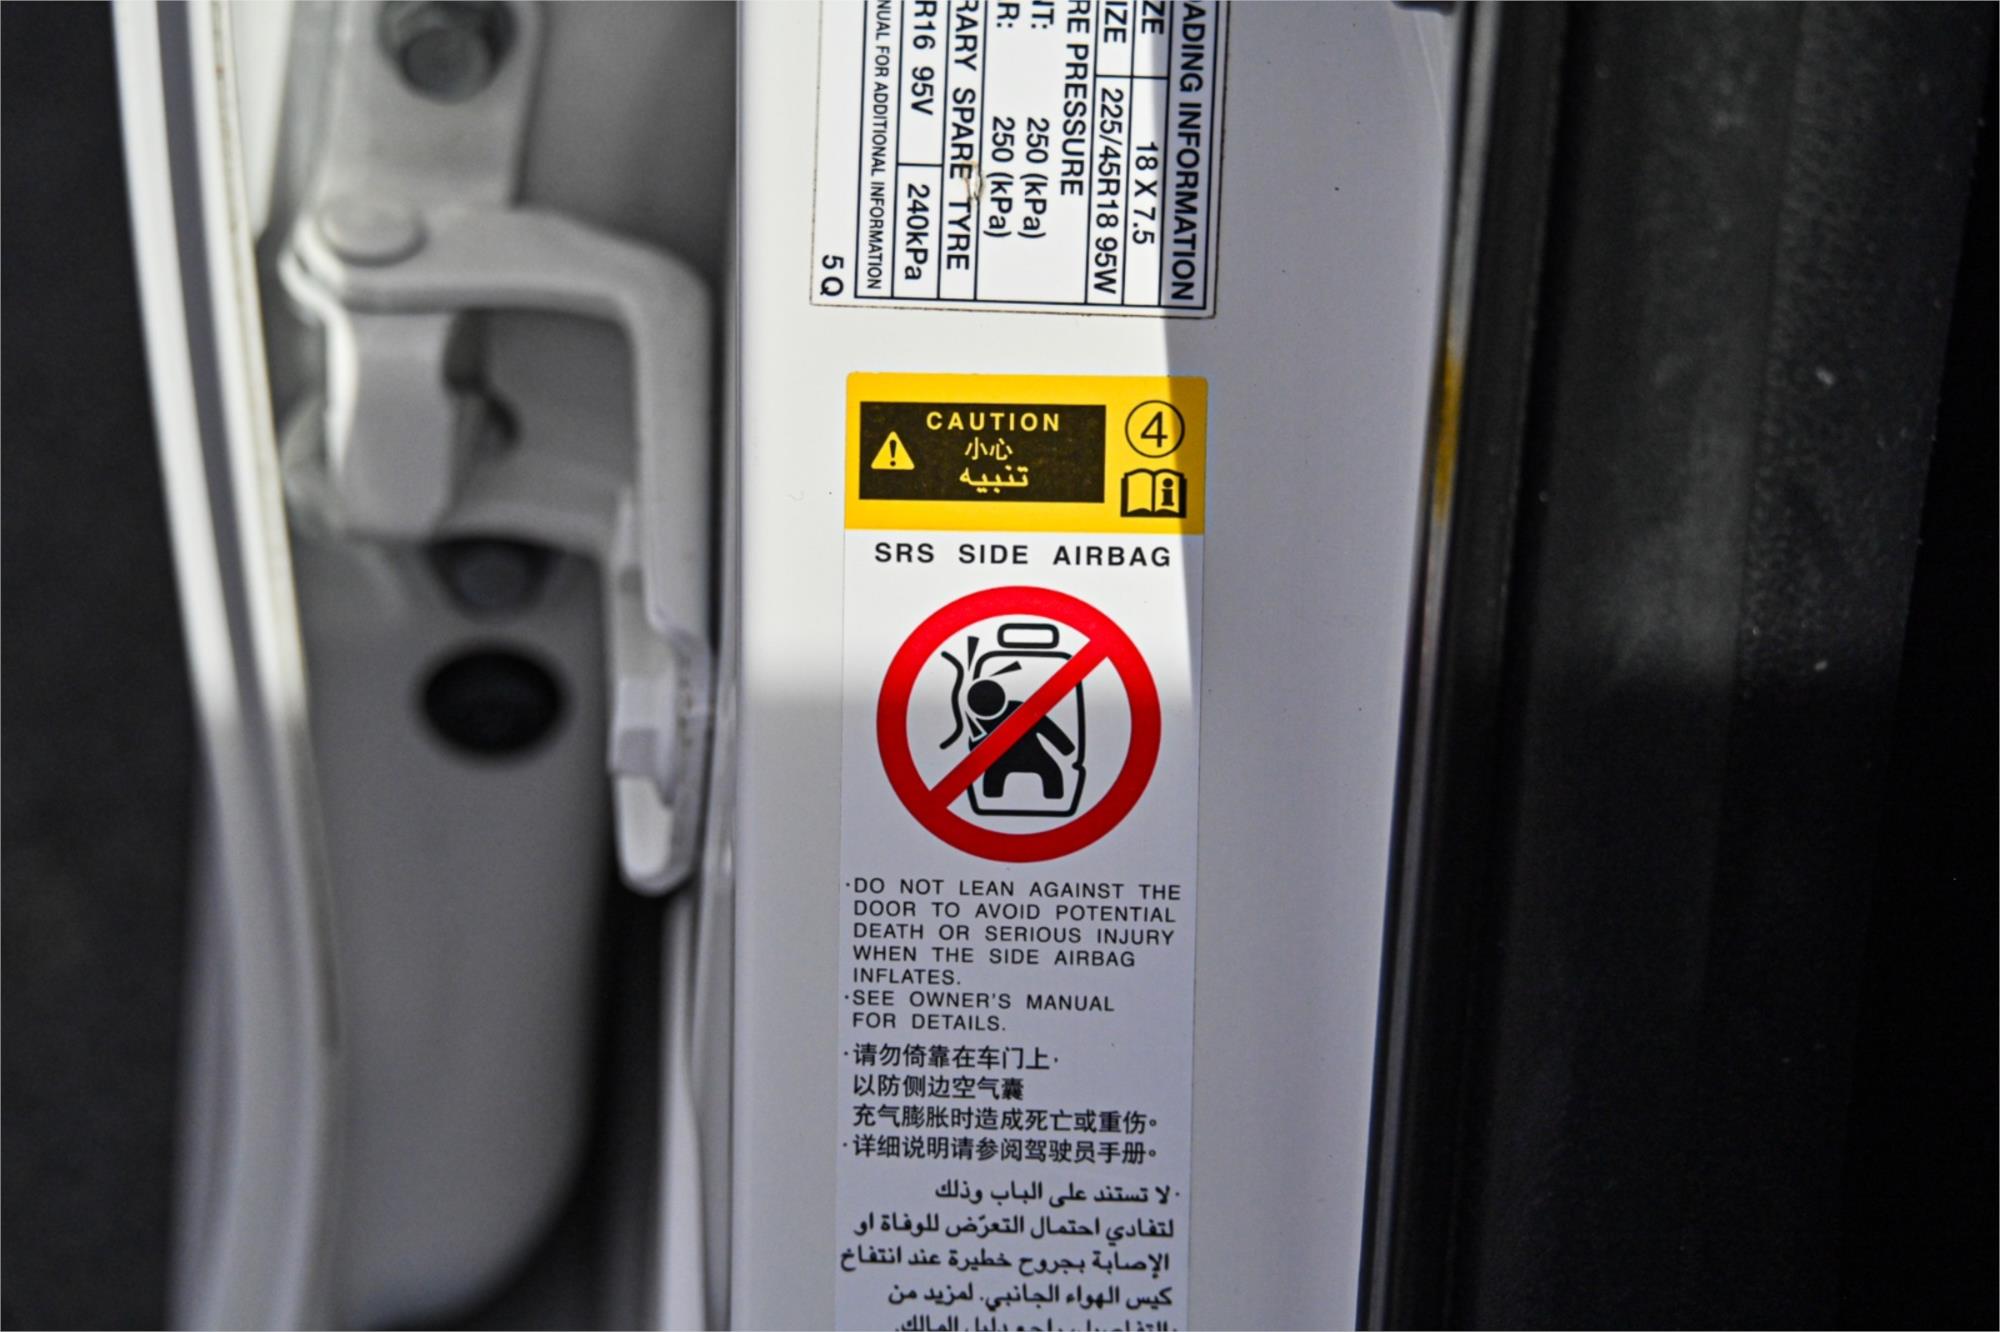 ADING INFORMATION
ZE 18 X 7.5
IZE 225/45R18 95W
RE PRESSURE
NT: 250 (kPa)
R: 250 (kPa)
RARY SPARE TYRE
R16 95V 240kPa
NUAL FOR ADDITIONAL INFORMATION
5Q
CAUTION
小心
تنبيه
4
SRS SIDE AIRBAG
·DO NOT LEAN AGAINST THE
DOOR TO AVOID POTENTIAL
DEATH OR SERIOUS INJURY
WHEN THE SIDE AIRBAG
INFLATES.
·SEE OWNER'S MANUAL
FOR DETAILS.
·请勿倚靠在车门上,
以防侧边空气囊
充气膨胀时造成死亡或重伤。
·详细说明请参阅驾驶员手册。
·لا تستند على الباب وذلك
لتفادي احتمال التعرّض للوفاة او
الإصابة بجروح خطيرة عند انتفاخ
كيس الهواء الجانبي. لمزيد من
التفاصيل، راجع دليل المالك.